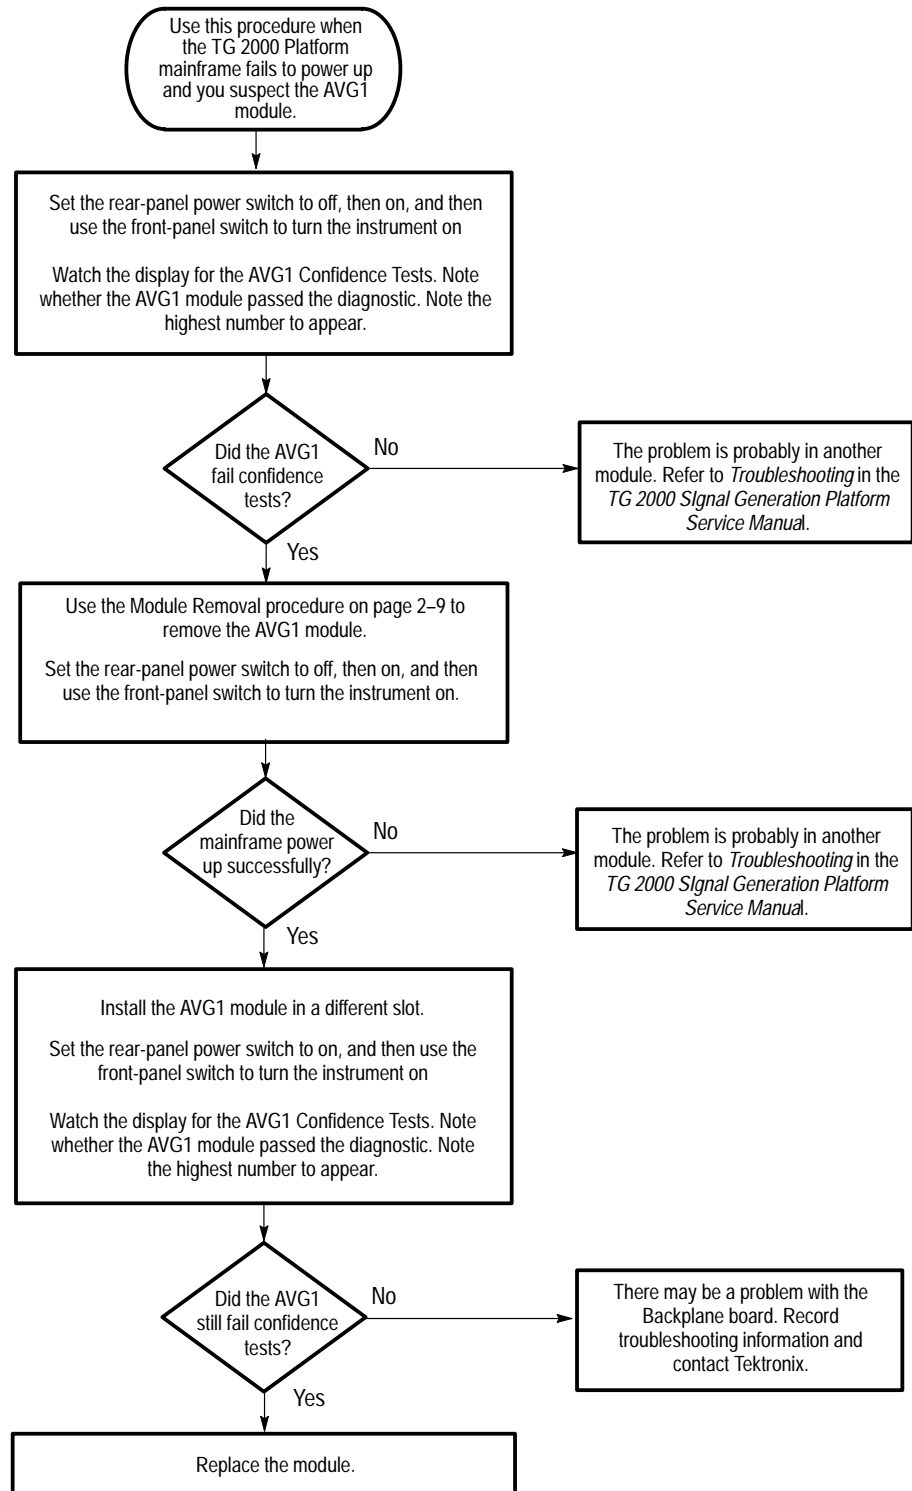 Use this procedure when
the TG 2000 Platform
mainframe fails to power up
and you suspect the AVG1
module.
Set the rear-panel power switch to off, then on, and then
use the front-panel switch to turn the instrument on
Watch the display for the AVG1 Confidence Tests. Note
whether the AVG1 module passed the diagnostic. Note the
highest number to appear.
Did the AVG1
fail confidence
tests?
No
The problem is probably in another
module. Refer to Troubleshooting in the
TG 2000 SIgnal Generation Platform
Service Manual.
Yes
Use the Module Removal procedure on page 2–9 to
remove the AVG1 module.
Set the rear-panel power switch to off, then on, and then
use the front-panel switch to turn the instrument on.
Did the
mainframe power
up successfully?
No
The problem is probably in another
module. Refer to Troubleshooting in the
TG 2000 SIgnal Generation Platform
Service Manual.
Yes
Install the AVG1 module in a different slot.
Set the rear-panel power switch to on, and then use the
front-panel switch to turn the instrument on
Watch the display for the AVG1 Confidence Tests. Note
whether the AVG1 module passed the diagnostic. Note
the highest number to appear.
Did the AVG1
still fail confidence
tests?
No
There may be a problem with the
Backplane board. Record
troubleshooting information and
contact Tektronix.
Yes
Replace the module.